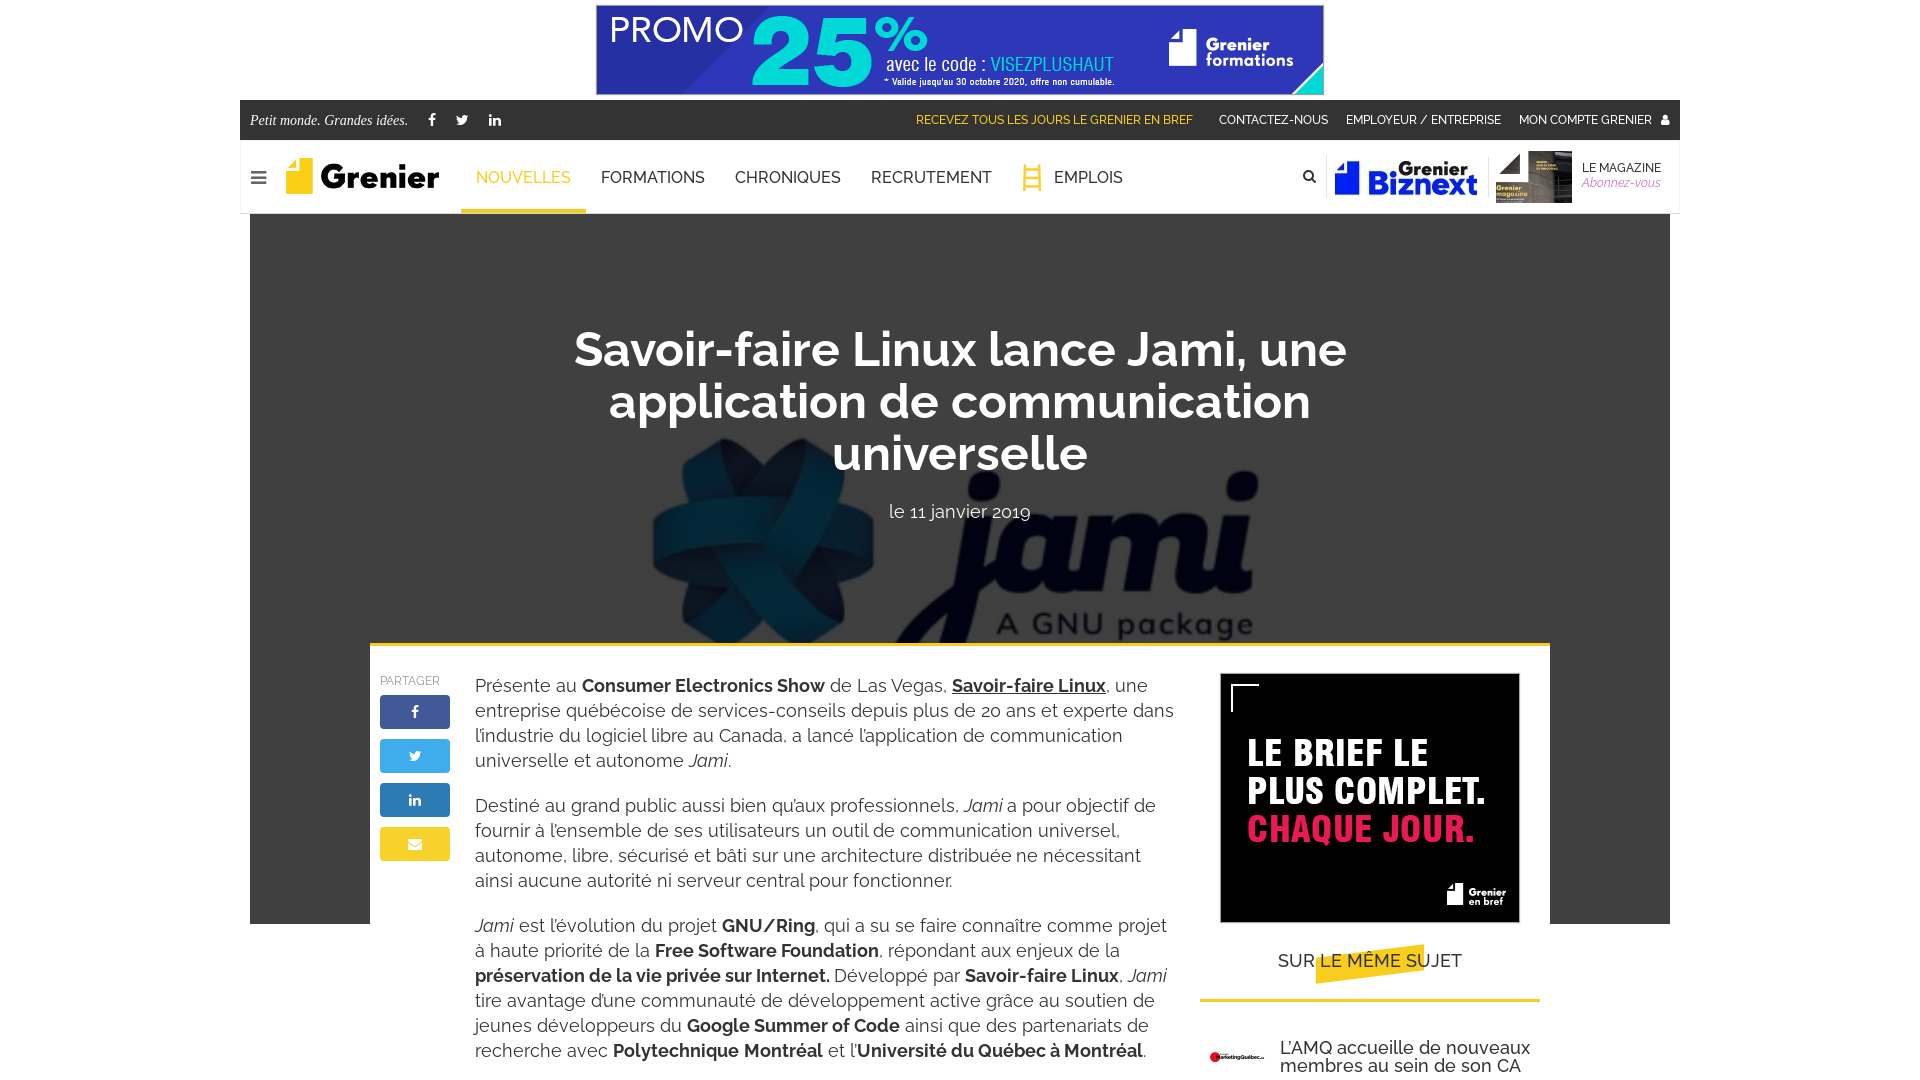 PROMO 25%
avec le code : VISEZPLUSHAUT
* Valide jusqu'au 30 octobre 2020, offre non cumulable.
Grenier
formations
Petit monde. Grandes idées.
RECEVEZ TOUS LES JOURS LE GRENIER EN BREF
CONTACTEZ-NOUS
EMPLOYEUR / ENTREPRISE
MON COMPTE GRENIER
Grenier
NOUVELLES
FORMATIONS
CHRONIQUES
RECRUTEMENT
EMPLOIS
Grenier
Biznext
Grenier
magazine
LE MAGAZINE
Abonnez-vous
Savoir-faire Linux lance Jami, une
application de communication
universelle
le 11 janvier 2019
jami
A GNU package
PARTAGER
Présente au Consumer Electronics Show de Las Vegas, Savoir-faire Linux, une
entreprise québécoise de services-conseils depuis plus de 20 ans et experte dans
l’industrie du logiciel libre au Canada, a lancé l’application de communication
universelle et autonome Jami.
Destiné au grand public aussi bien qu’aux professionnels, Jami a pour objectif de
fournir à l’ensemble de ses utilisateurs un outil de communication universel,
autonome, libre, sécurisé et bâti sur une architecture distribuée ne nécessitant
ainsi aucune autorité ni serveur central pour fonctionner.
Jami est l’évolution du projet GNU/Ring, qui a su se faire connaître comme projet
à haute priorité de la Free Software Foundation, répondant aux enjeux de la
préservation de la vie privée sur Internet. Développé par Savoir-faire Linux, Jami
tire avantage d’une communauté de développement active grâce au soutien de
jeunes développeurs du Google Summer of Code ainsi que des partenariats de
recherche avec Polytechnique Montréal et l’Université du Québec à Montréal.
LE BRIEF LE
PLUS COMPLET.
CHAQUE JOUR.
Grenier
en bref
SUR LE MÊME SUJET
L’AMQ accueille de nouveaux
membres au sein de son CA